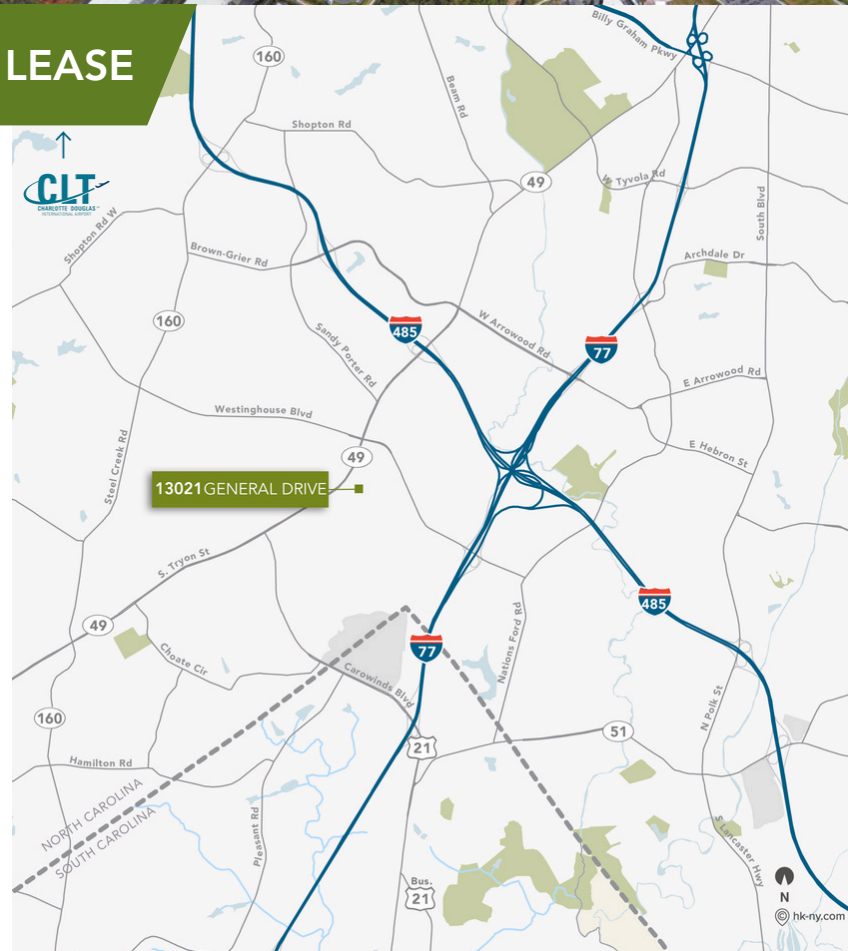 LEASE
Billy Graham Pkwy
160
Beam Rd
Shopton Rd
CLT
CHARLOTTE DOUGLAS™
INTERNATIONAL AIRPORT
49
W Tyvola Rd
South Blvd
Shopton Rd W
Brown-Grier Rd
Archdale Dr
160
485
W Arrowood Rd
77
Sandy Porter Rd
E Arrowood Rd
Westinghouse Blvd
Steel Creek Rd
49
E Hebron St
13021 GENERAL DRIVE
S. Tryon St
485
49
Nations Ford Rd
Choate Cir
77
Carowinds Blvd
160
N Polk St
51
21
Hamilton Rd
NORTH CAROLINA
SOUTH CAROLINA
Pleasant Rd
S Lancaster Hwy
Bus.
21
N
© hk-ny.com